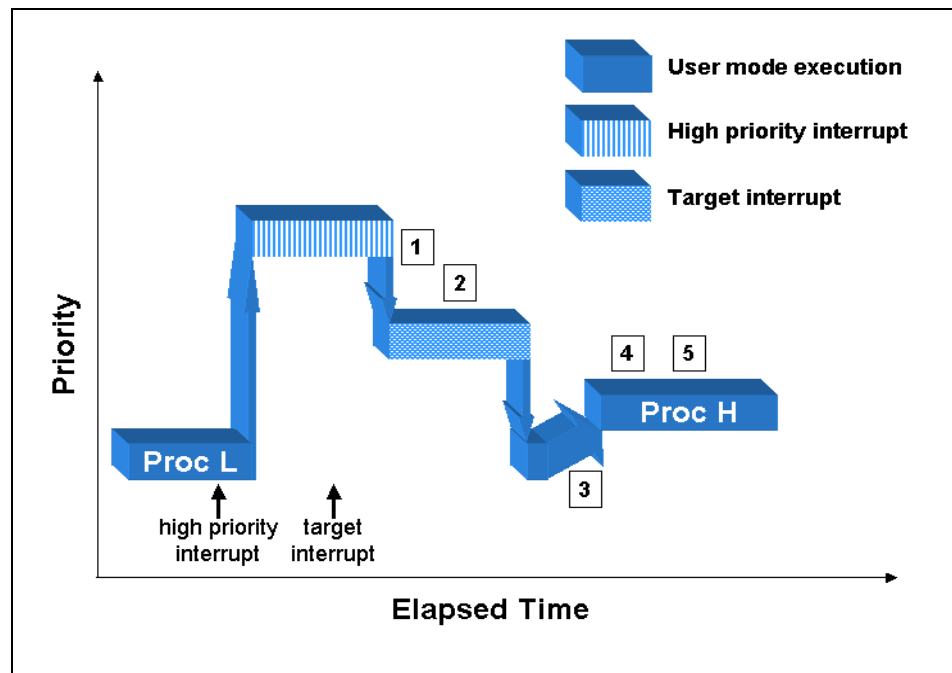 User mode execution
High priority interrupt
Target interrupt
1
2
4 5
Priority
Proc H
Proc L
3
high priority
interrupt
target
interrupt
Elapsed Time